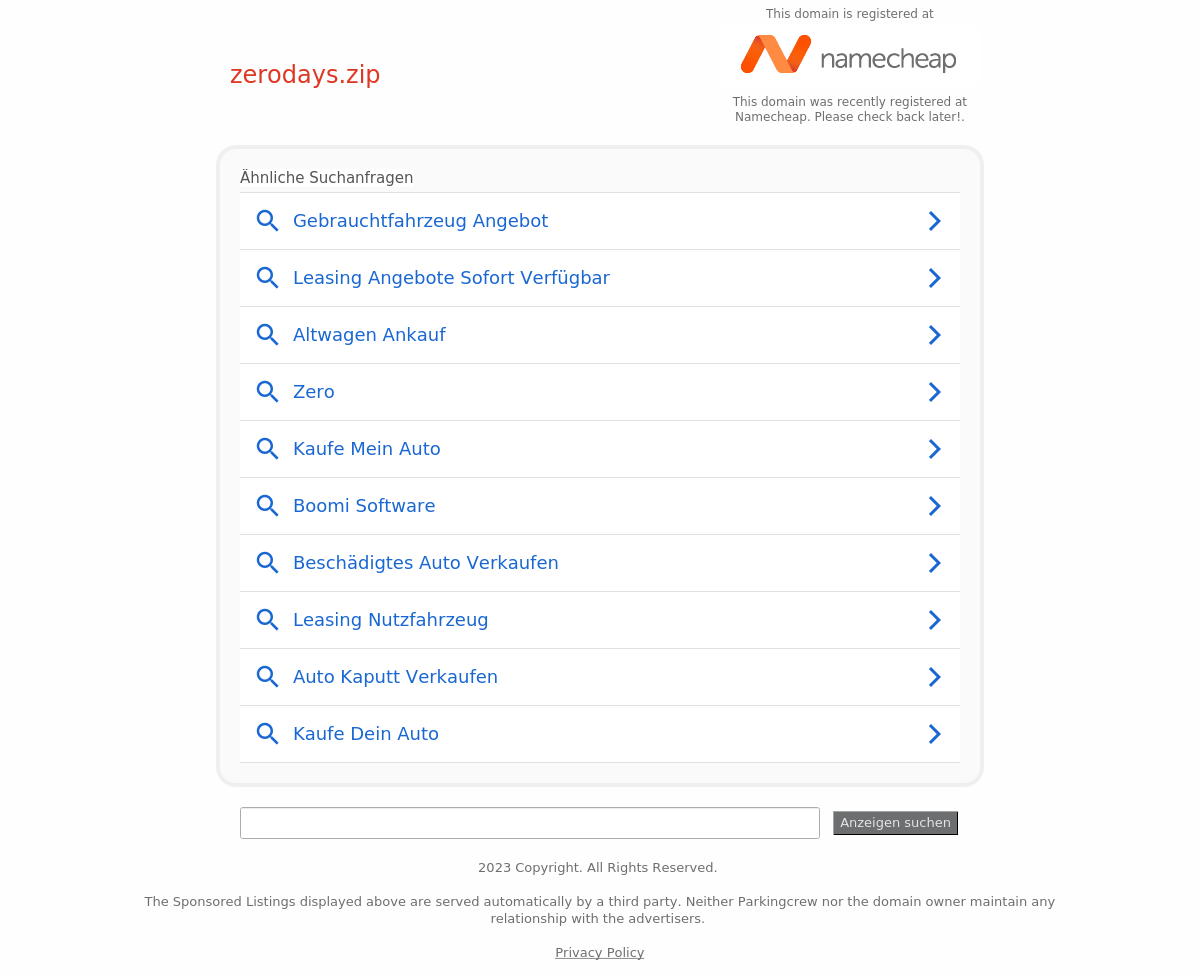 This domain is registered at
namecheap
zerodays.zip
This domain was recently registered at
Namecheap. Please check back later!.
Ähnliche Suchanfragen
Gebrauchtfahrzeug Angebot
Leasing Angebote Sofort Verfügbar
Altwagen Ankauf
Zero
Kaufe Mein Auto
Boomi Software
Beschädigtes Auto Verkaufen
Leasing Nutzfahrzeug
Auto Kaputt Verkaufen
Kaufe Dein Auto
Anzeigen suchen
2023 Copyright. All Rights Reserved.
The Sponsored Listings displayed above are served automatically by a third party. Neither Parkingcrew nor the domain owner maintain any
relationship with the advertisers.
Privacy Policy